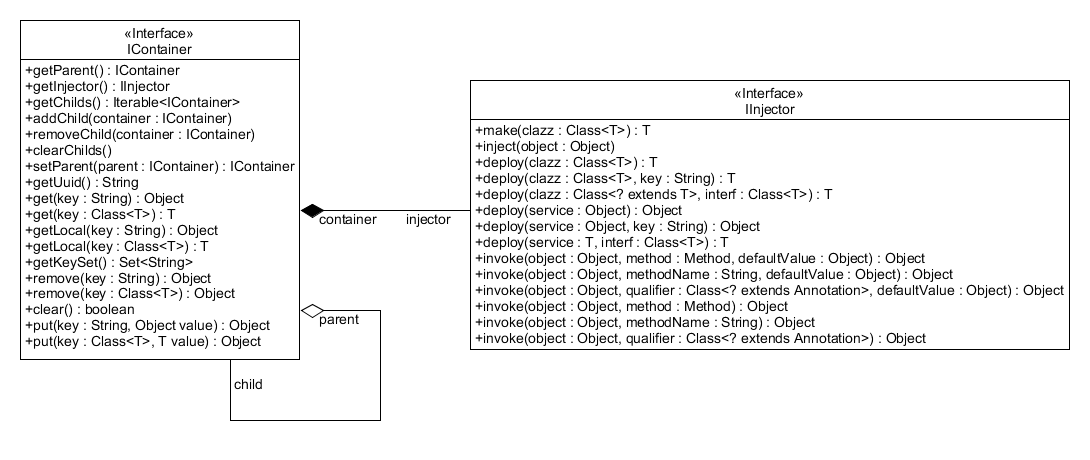 «Interface»
IContainer
+getParent() : IContainer
+getInjector() : IInjector
+getChilds() : Iterable<IContainer>
+addChild(container : IContainer)
+removeChild(container : IContainer)
+clearChilds()
+setParent(parent : IContainer) : IContainer
+getUuid() : String
+get(key : String) : Object
+get(key : Class<T>) : T
+getLocal(key : String) : Object
+getLocal(key : Class<T>) : T
+getKeySet() : Set<String>
+remove(key : String) : Object
+remove(key : Class<T>) : Object
+clear() : boolean
+put(key : String, Object value) : Object
+put(key : Class<T>, T value) : Object
container
injector
parent
child
«Interface»
IInjector
+make(clazz : Class<T>) : T
+inject(object : Object)
+deploy(clazz : Class<T>) : T
+deploy(clazz : Class<T>, key : String) : T
+deploy(clazz : Class<? extends T>, interf : Class<T>) : T
+deploy(service : Object) : Object
+deploy(service : Object, key : String) : Object
+deploy(service : T, interf : Class<T>) : T
+invoke(object : Object, method : Method, defaultValue : Object) : Object
+invoke(object : Object, methodName : String, defaultValue : Object) : Object
+invoke(object : Object, qualifier : Class<? extends Annotation>, defaultValue : Object) : Object
+invoke(object : Object, method : Method) : Object
+invoke(object : Object, methodName : String) : Object
+invoke(object : Object, qualifier : Class<? extends Annotation>) : Object